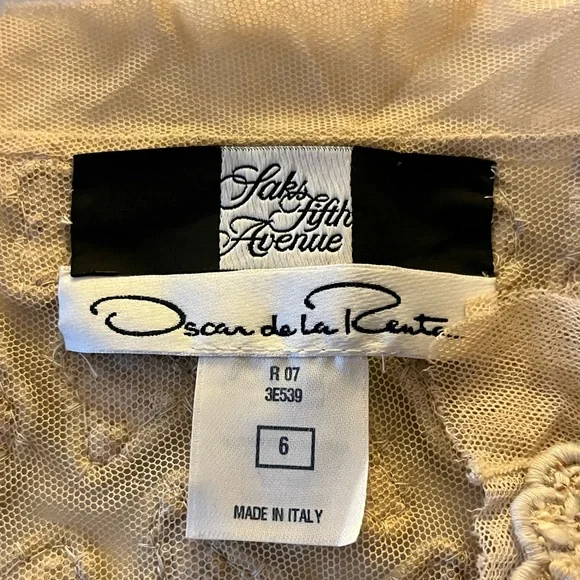 Saks
Fifth
Avenue
Oscar de la Renta
R 07
3E539
6
MADE IN ITALY